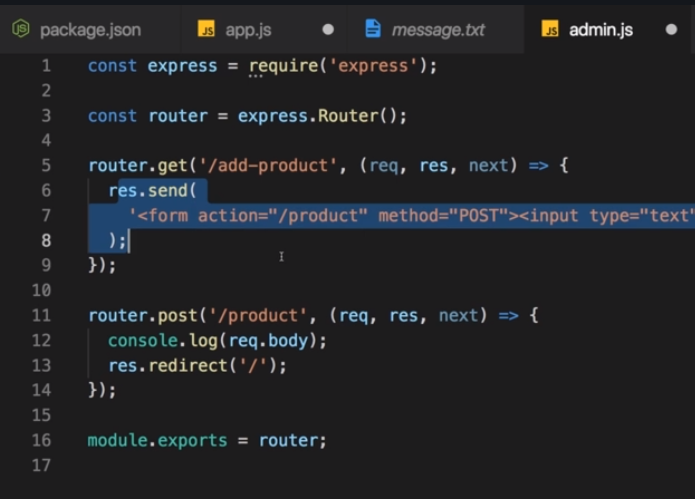 package.json
JS app.js
message.txt
JS admin.js
1 const express = require('express');
2
3 const router = express.Router();
4
5 router.get('/add-product', (req, res, next) => {
6 res.send(
7 '<form action="/product" method="POST"><input type="text"
8 );
9 });
10
11 router.post('/product', (req, res, next) => {
12 console.log(req.body);
13 res.redirect('/');
14 });
15
16 module.exports = router;
17